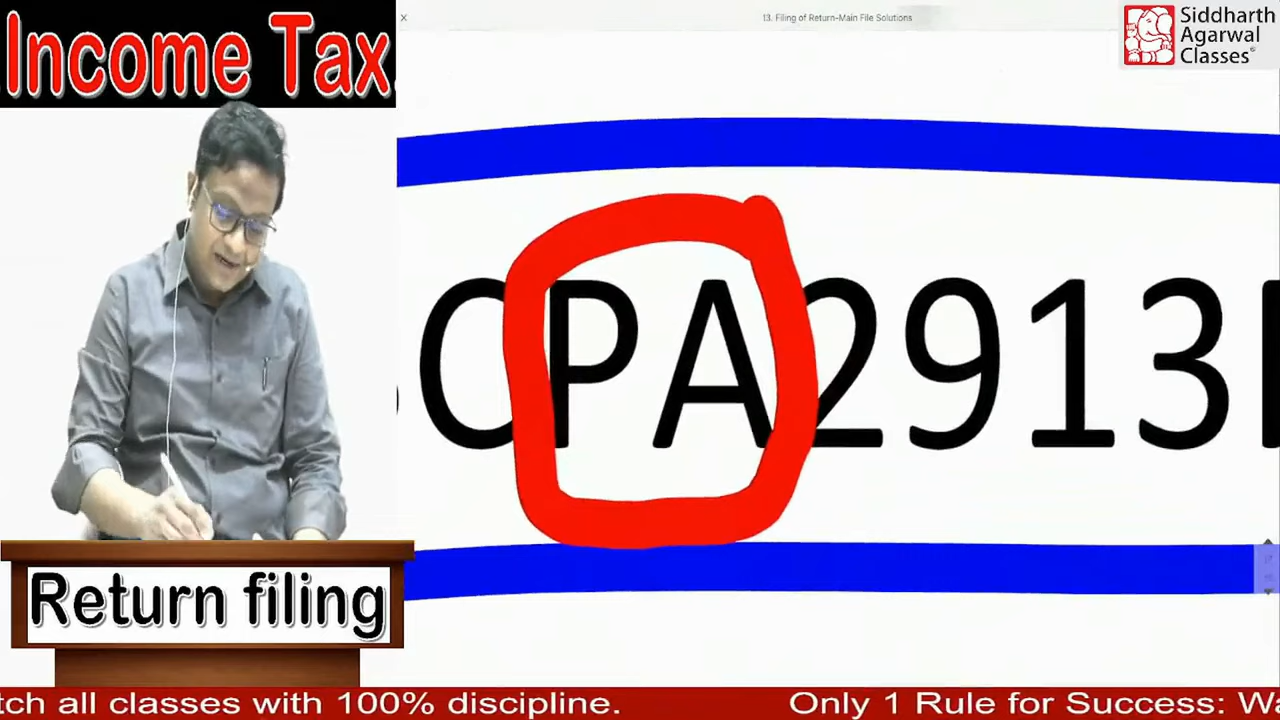 Income Tax
13. Filing of Return-Main File Solutions
Siddharth
Agarwal
Classes
CPA2913
Return filing
tch all classes with 100% discipline.
Only 1 Rule for Success: Wa